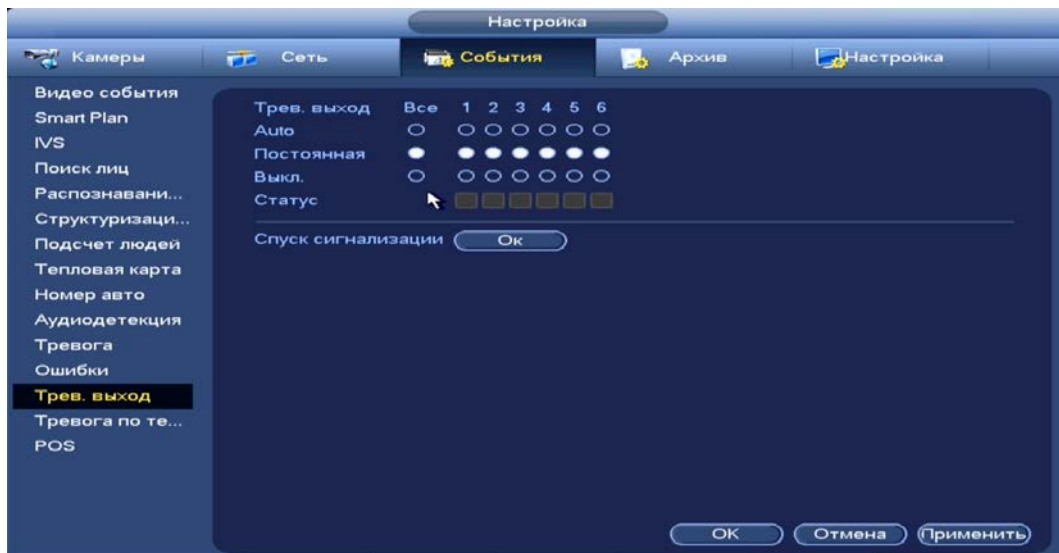 Настройка
Камеры Сеть События Архив Настройка
Видео события
Smart Plan
IVS
Поиск лиц
Распознавани...
Структуризаци...
Подсчет людей
Тепловая карта
Номер авто
Аудиодетекция
Тревога
Ошибки
Трев. выход
Тревога по те...
POS
Трев. выход Все 1 2 3 4 5 6
Auto
Постоянная
Выкл.
Статус
Спуск сигнализации Ок
OK Отмена Применить